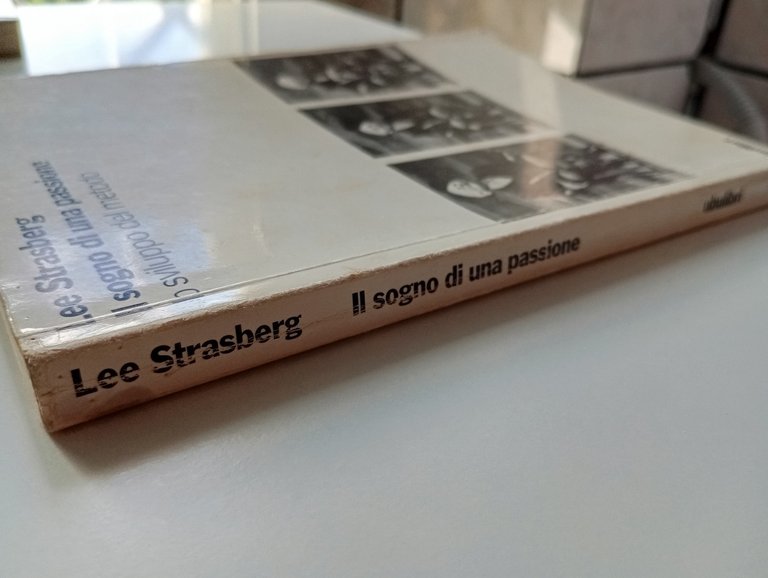 Lee Strasberg
Il sogno di una passione
Lo sviluppo del metodo
Lee Strasberg Il sogno di una passione ubulibri